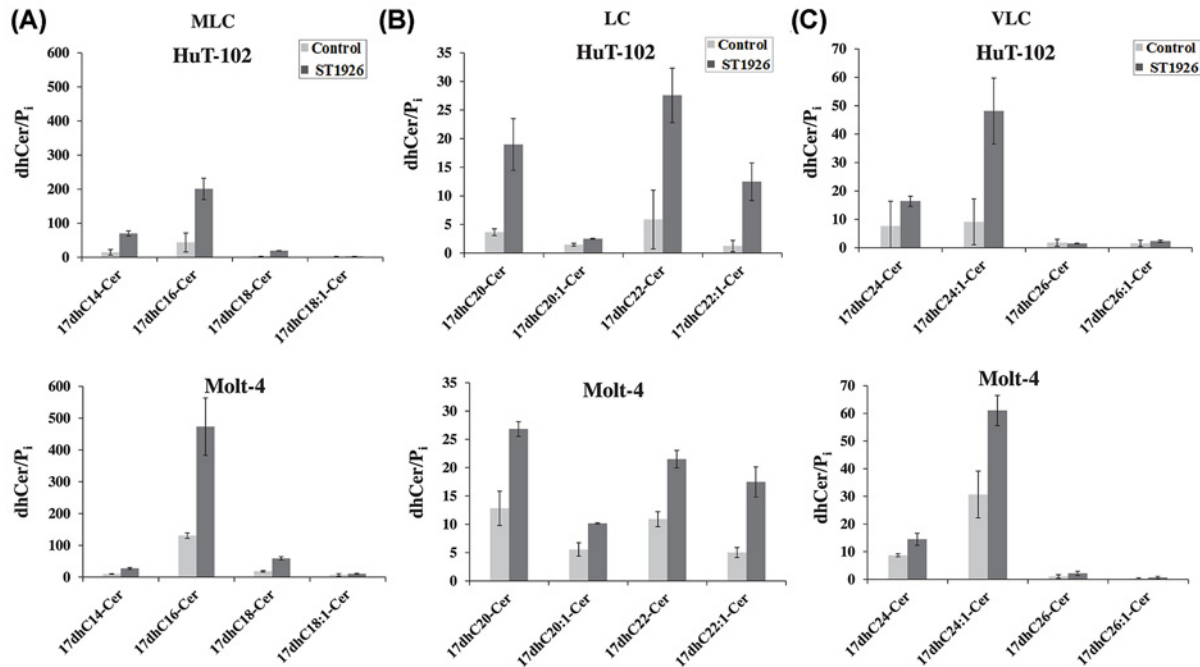 (A)
MLC
HuT-102
Control
ST1926
600
500
400
300
200
100
0
dhCer/Pi
17dhC14-Cer
17dhC16-Cer
17dhC18-Cer
17dhC18:1-Cer
(B)
LC
HuT-102
Control
ST1926
35
30
25
20
15
10
5
0
dhCer/Pi
17dhC20-Cer
17dhC20:1-Cer
17dhC22-Cer
17dhC22:1-Cer
(C)
VLC
HuT-102
Control
ST1926
70
60
50
40
30
20
10
0
dhCer/Pi
17dhC24-Cer
17dhC24:1-Cer
17dhC26-Cer
17dhC26:1-Cer
Molt-4
600
500
400
300
200
100
0
dhCer/Pi
17dhC14-Cer
17dhC16-Cer
17dhC18-Cer
17dhC18:1-Cer
Molt-4
35
30
25
20
15
10
5
0
dhCer/Pi
17dhC20-Cer
17dhC20:1-Cer
17dhC22-Cer
17dhC22:1-Cer
Molt-4
70
60
50
40
30
20
10
0
dhCer/Pi
17dhC24-Cer
17dhC24:1-Cer
17dhC26-Cer
17dhC26:1-Cer